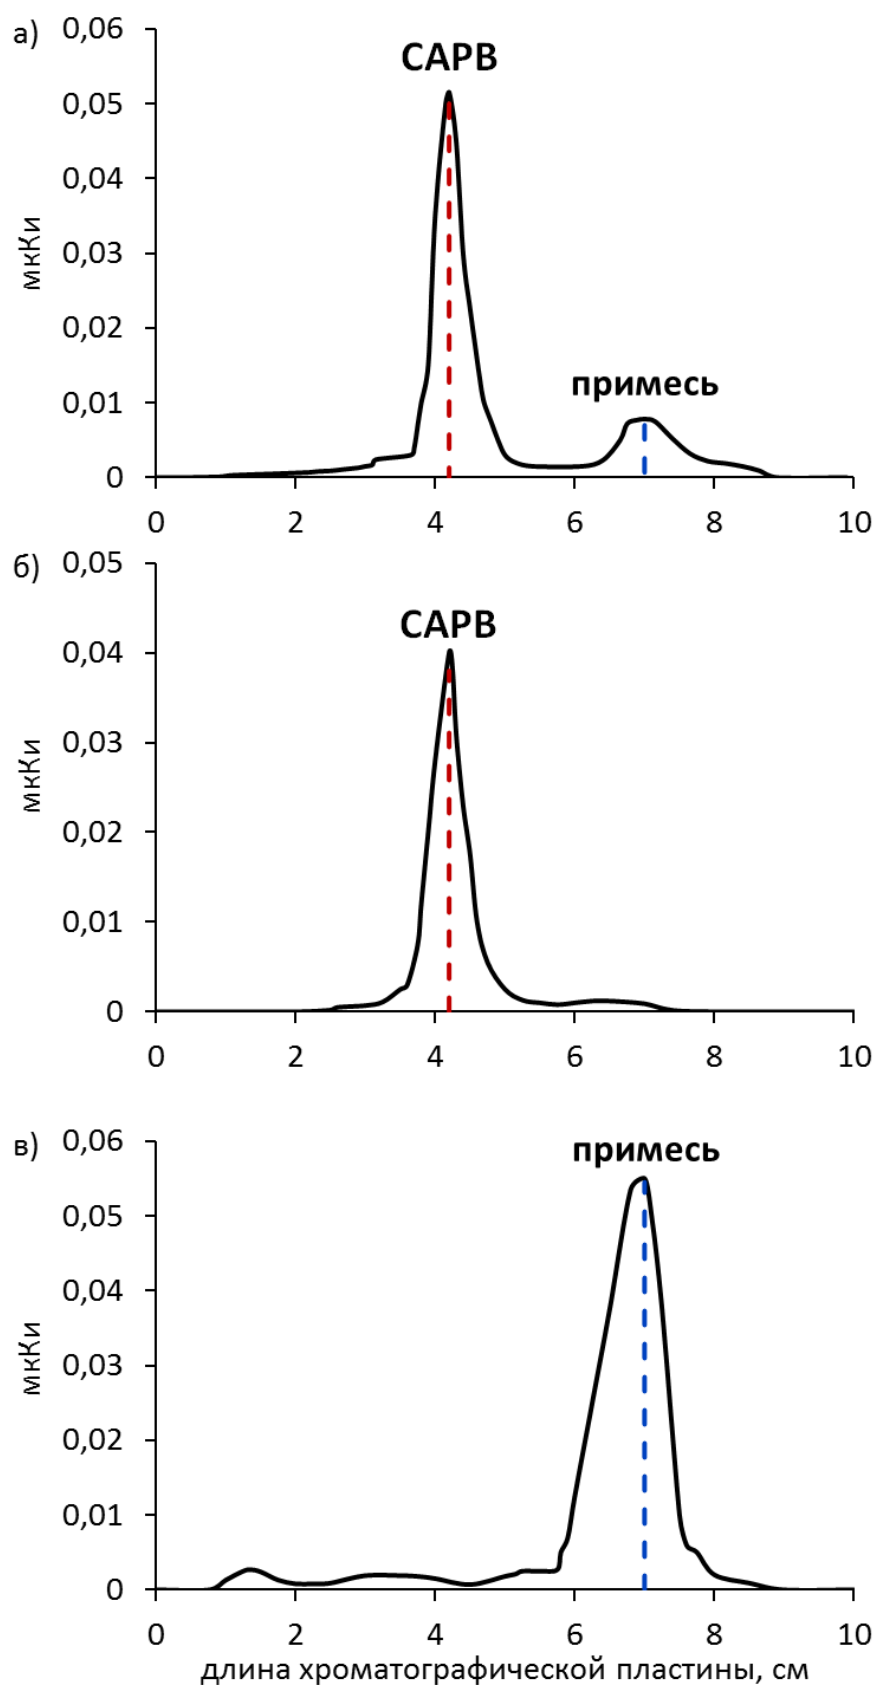 а)
0,06
0,05
0,04
0,03
0,02
0,01
0
мкКи
САРВ
примесь
0 2 4 6 8 10
б)
0,05
0,04
0,03
0,02
0,01
0
мкКи
САРВ
0 2 4 6 8 10
в)
0,06
0,05
0,04
0,03
0,02
0,01
0
мкКи
примесь
0 2 4 6 8 10
длина хроматографической пластины, см